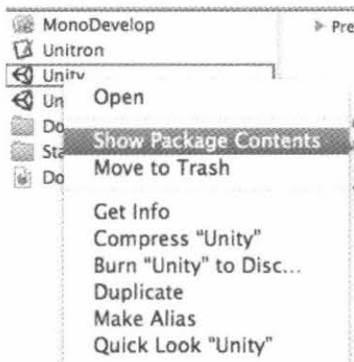 MonoDevelop
Pre
Unitron
Unity
Un
Open
Do
Show Package Contents
Sta
Move to Trash
Do
Get Info
Compress “Unity”
Burn “Unity” to Disc...
Duplicate
Make Alias
Quick Look “Unity”